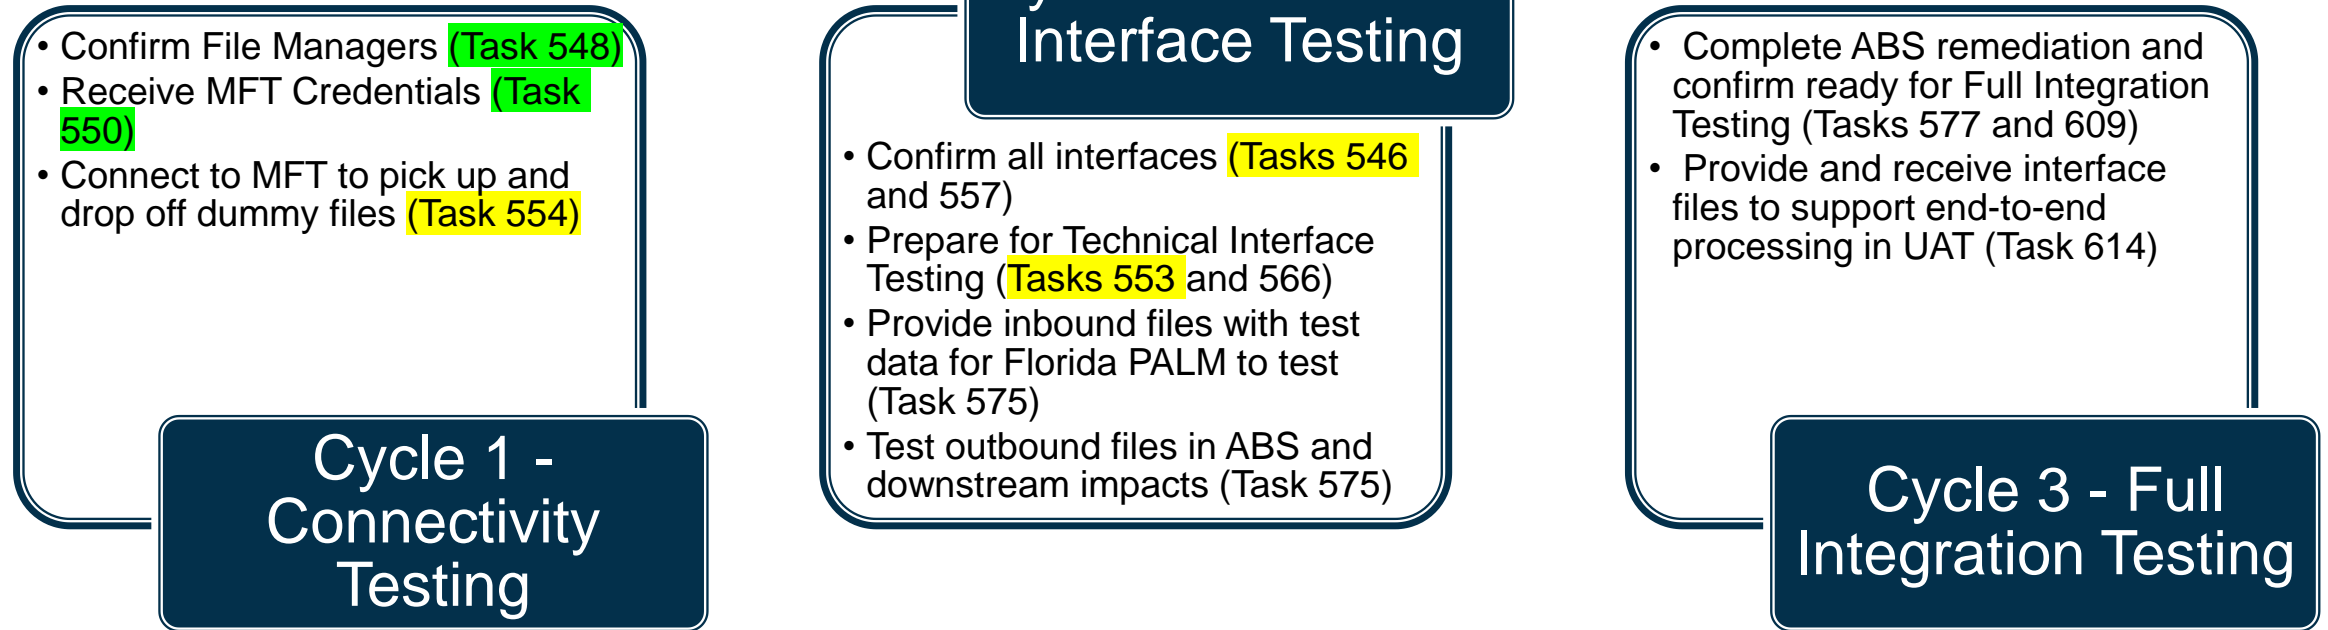 • Confirm File Managers (Task 548)
• Receive MFT Credentials (Task
550)
• Connect to MFT to pick up and
drop off dummy files (Task 554)
Cycle 1 -
Connectivity
Testing
Interface Testing
• Confirm all interfaces (Tasks 546
and 557)
• Prepare for Technical Interface
Testing (Tasks 553 and 566)
• Provide inbound files with test
data for Florida PALM to test
(Task 575)
• Test outbound files in ABS and
downstream impacts (Task 575)
• Complete ABS remediation and
confirm ready for Full Integration
Testing (Tasks 577 and 609)
• Provide and receive interface
files to support end-to-end
processing in UAT (Task 614)
Cycle 3 - Full
Integration Testing